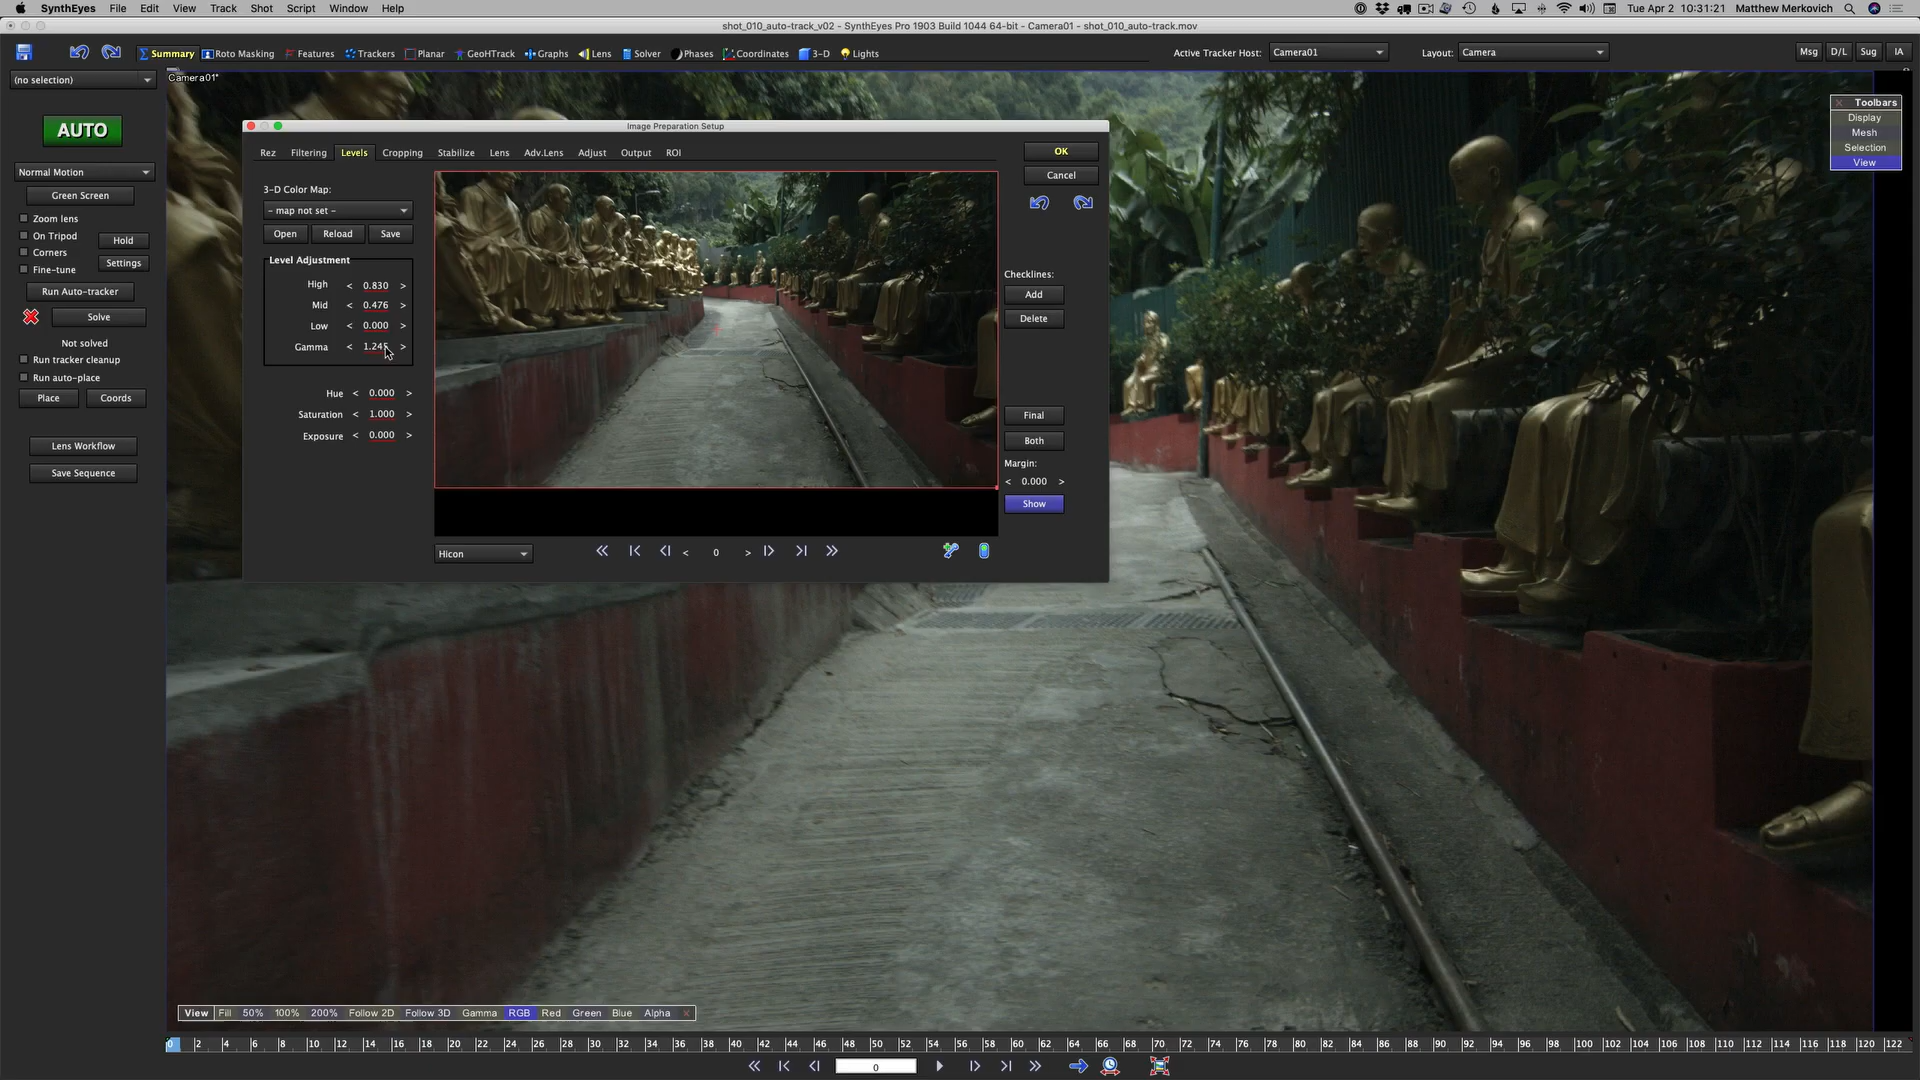 SynthEyes File Edit View Track Shot Script Window Help
Tue Apr 2 10:31:21 Matthew Merkovich
shot_010_auto-track_v02 - SynthEyes Pro 1903 Build 1044 64-bit - Camera01 - shot_010_auto-track.mov
Summary Roto Masking Features Trackers Planar GeoHTrack Graphs Lens Solver Phases Coordinates 3-D Lights
Active Tracker Host: Camera01 Layout: Camera Msg D/L Sug IA
(no selection)
Camera01*
AUTO
Normal Motion
Green Screen
Zoom lens
On Tripod Hold
Corners
Fine-tune Settings
Run Auto-tracker
Solve
Not solved
Run tracker cleanup
Run auto-place
Place Coords
Lens Workflow
Save Sequence
Image Preparation Setup
Rez Filtering Levels Cropping Stabilize Lens Adv.Lens Adjust Output ROI
3-D Color Map:
- map not set -
Open Reload Save
Level Adjustment
High < 0.830 >
Mid < 0.476 >
Low < 0.000 >
Gamma < 1.245 >
Hue < 0.000 >
Saturation < 1.000 >
Exposure < 0.000 >
Hicon
< 0 >
OK
Cancel
Checklines:
Add
Delete
Final
Both
Margin:
< 0.000 >
Show
Toolbars
Display
Mesh
Selection
View
View Fill 50% 100% 200% Follow 2D Follow 3D Gamma RGB Red Green Blue Alpha
0 2 4 6 8 10 12 14 16 18 20 22 24 26 28 30 32 34 36 38 40 42 44 46 48 50 52 54 56 58 60 62 64 66 68 70 72 74 76 78 80 82 84 86 88 90 92 94 96 98 100 102 104 106 108 110 112 114 116 118 120 122
0